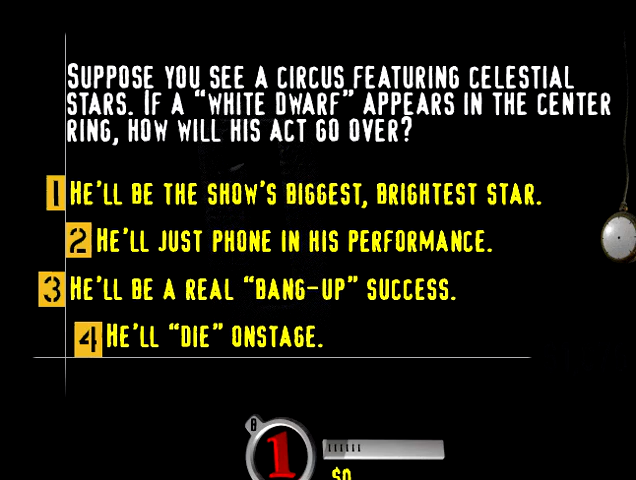 SUPPOSE YOU SEE A CIRCUS FEATURING CELESTIAL
STARS. IF A "WHITE DWARF" APPEARS IN THE CENTER
RING, HOW WILL HIS ACT GO OVER?
1 HE'LL BE THE SHOW'S BIGGEST, BRIGHTEST STAR.
2 HE'LL JUST PHONE IN HIS PERFORMANCE.
3 HE'LL BE A REAL "BANG-UP" SUCCESS.
4 HE'LL "DIE" ONSTAGE.
B
1
$0